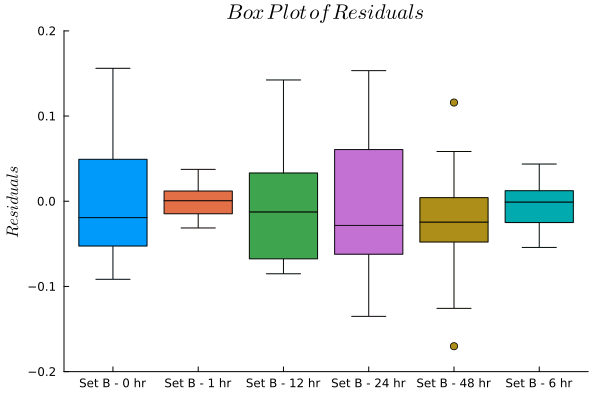 Box Plot of Residuals
Residuals
0.2
0.1
0.0
−0.1
−0.2
Set B - 0 hr
Set B - 1 hr
Set B - 12 hr
Set B - 24 hr
Set B - 48 hr
Set B - 6 hr